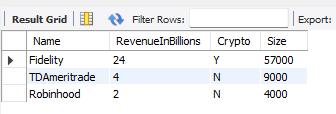 Result Grid Filter Rows: Export:
Name RevenueInBillions Crypto Size
Fidelity 24 Y 57000
TDAmeritrade 4 N 9000
Robinhood 2 N 4000